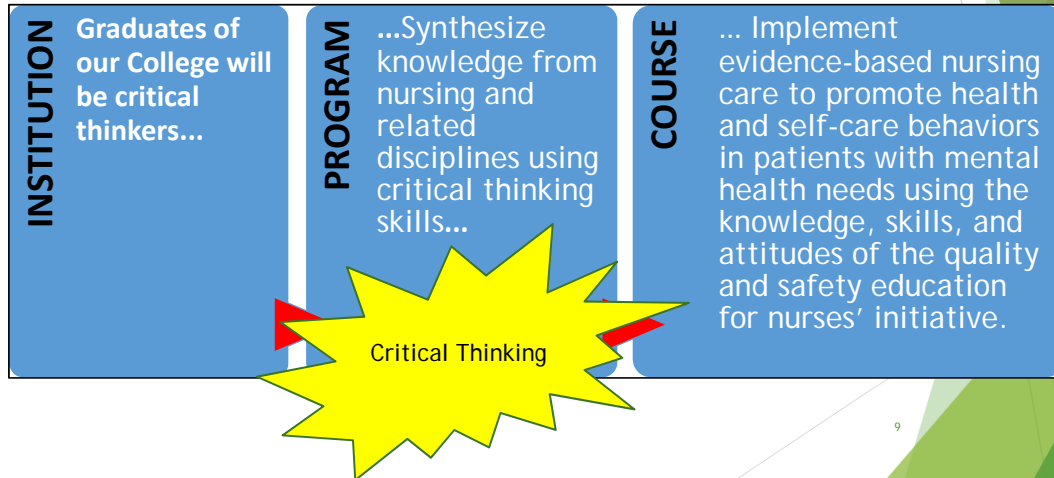 INSTITUTION
Graduates of
our College will
be critical
thinkers...
PROGRAM
...Synthesize
knowledge from
nursing and
related
disciplines using
critical thinking
skills...
COURSE
... Implement
evidence-based nursing
care to promote health
and self-care behaviors
in patients with mental
health needs using the
knowledge, skills, and
attitudes of the quality
and safety education
for nurses’ initiative.
Critical Thinking
9